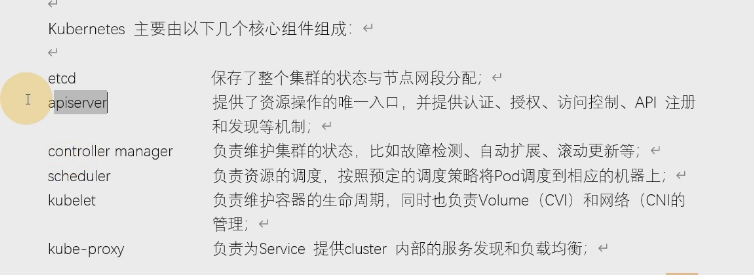 Kubernetes 主要由以下几个核心组件组成：
etcd 保存了整个集群的状态与节点网段分配；
apiserver 提供了资源操作的唯一入口，并提供认证、授权、访问控制、API 注册
和发现等机制；
controller manager 负责维护集群的状态，比如故障检测、自动扩展、滚动更新等；
scheduler 负责资源的调度，按照预定的调度策略将Pod调度到相应的机器上；
kubelet 负责维护容器的生命周期，同时也负责Volume（CVI）和网络（CNI的
管理；
kube-proxy 负责为Service 提供cluster 内部的服务发现和负载均衡；